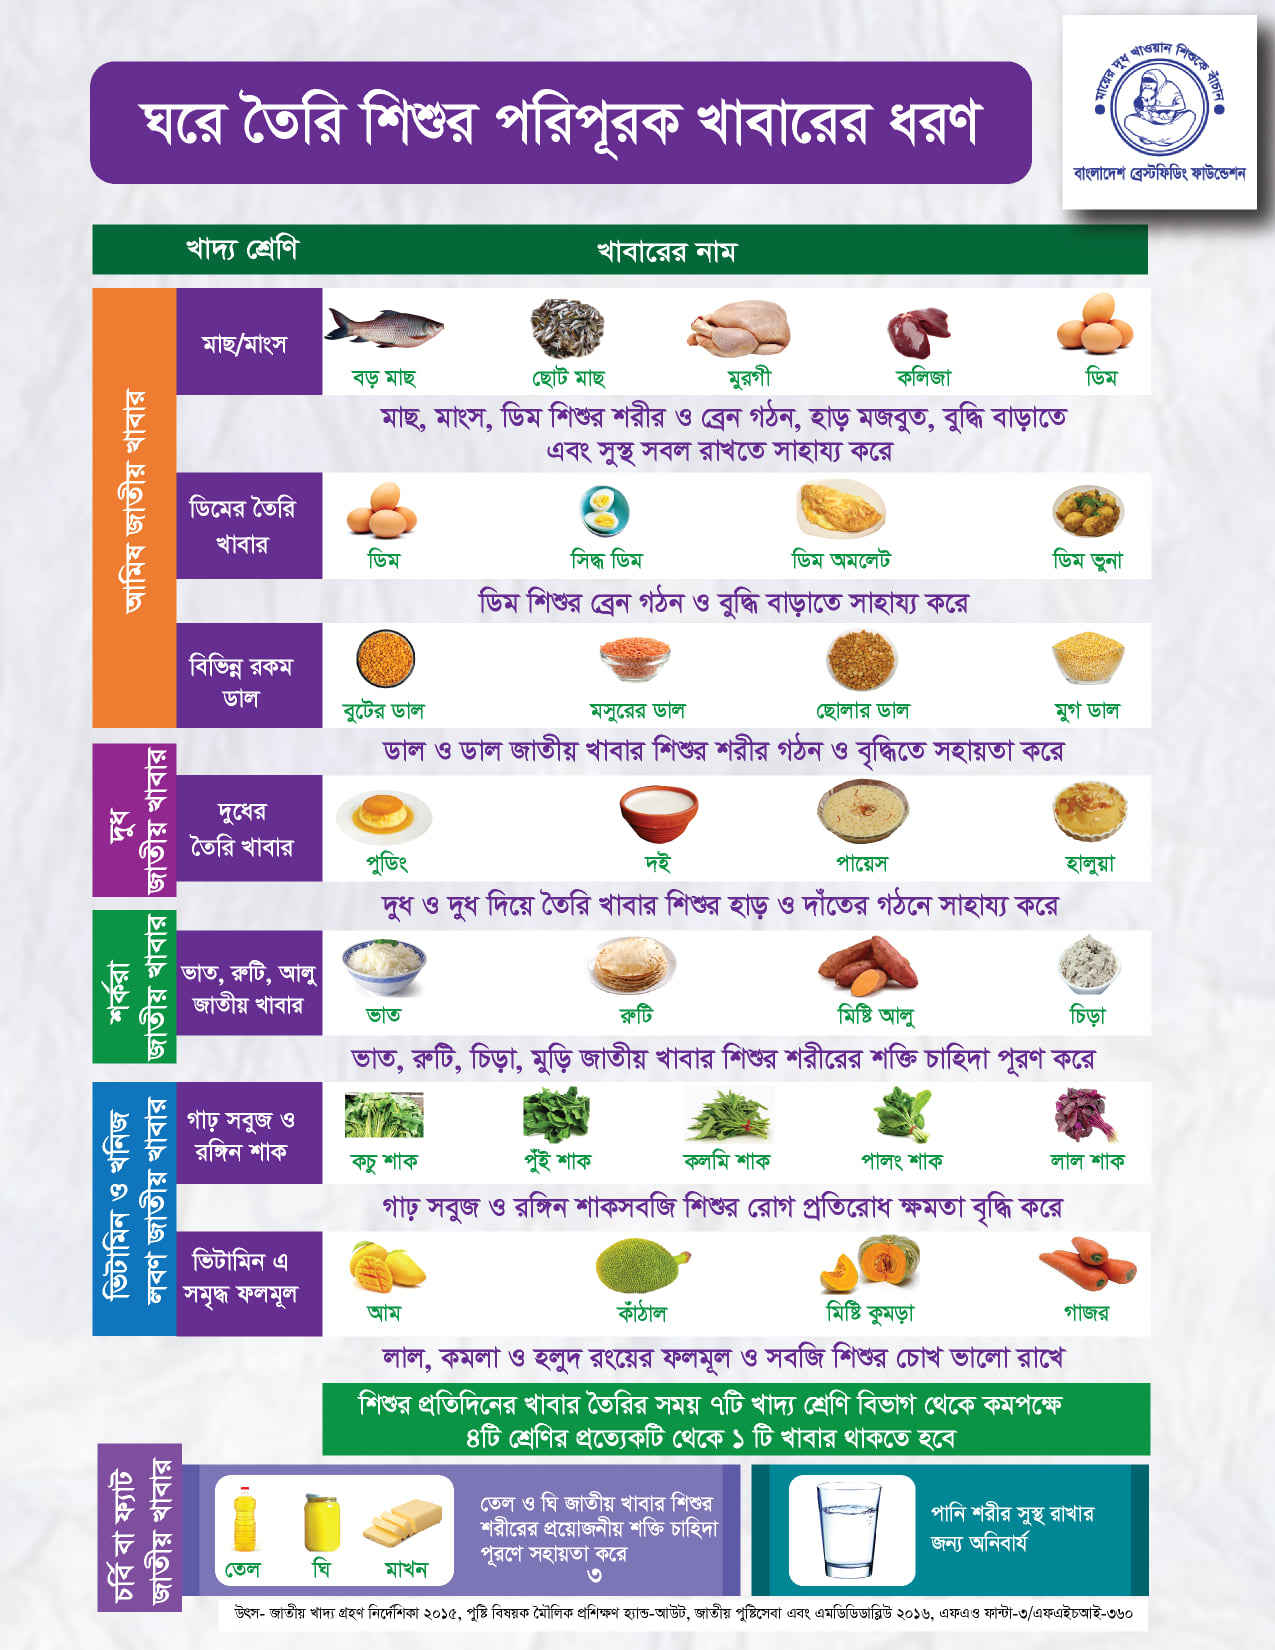 ঘরে তৈরি শিশুর পরিপূরক খাবারের ধরণ
মায়ের দুধ খাওয়ান শিশুকে বাঁচান
বাংলাদেশ ব্রেস্টফিডিং ফাউন্ডেশন
খাদ্য শ্রেণি
খাবারের নাম
আমিষ জাতীয় খাবার
মাছ/মাংস
বড় মাছ
ছোট মাছ
মুরগী
কলিজা
ডিম
মাছ, মাংস, ডিম শিশুর শরীর ও ব্রেন গঠন, হাড় মজবুত, বুদ্ধি বাড়াতে
এবং সুস্থ সবল রাখতে সাহায্য করে
ডিমের তৈরি
খাবার
ডিম
সিদ্ধ ডিম
ডিম অমলেট
ডিম ভুনা
ডিম শিশুর ব্রেন গঠন ও বুদ্ধি বাড়াতে সাহায্য করে
বিভিন্ন রকম
ডাল
বুটের ডাল
মসুরের ডাল
ছোলার ডাল
মুগ ডাল
ডাল ও ডাল জাতীয় খাবার শিশুর শরীর গঠন ও বৃদ্ধিতে সহায়তা করে
দুধ
জাতীয় খাবার
দুধের
তৈরি খাবার
পুডিং
দই
পায়েস
হালুয়া
দুধ ও দুধ দিয়ে তৈরি খাবার শিশুর হাড় ও দাঁতের গঠনে সাহায্য করে
শর্করা
জাতীয় খাবার
ভাত, রুটি, আলু
জাতীয় খাবার
ভাত
রুটি
মিষ্টি আলু
চিড়া
ভাত, রুটি, চিড়া, মুড়ি জাতীয় খাবার শিশুর শরীরের শক্তি চাহিদা পূরণ করে
ভিটামিন ও খনিজ
লবণ জাতীয় খাবার
গাঢ় সবুজ ও
রঙ্গিন শাক
কচু শাক
পুঁই শাক
কলমি শাক
পালং শাক
লাল শাক
গাঢ় সবুজ ও রঙ্গিন শাকসবজি শিশুর রোগ প্রতিরোধ ক্ষমতা বৃদ্ধি করে
ভিটামিন এ
সমৃদ্ধ ফলমূল
আম
কাঁঠাল
মিষ্টি কুমড়া
গাজর
লাল, কমলা ও হলুদ রংয়ের ফলমূল ও সবজি শিশুর চোখ ভালো রাখে
শিশুর প্রতিদিনের খাবার তৈরির সময় ৭টি খাদ্য শ্রেণি বিভাগ থেকে কমপক্ষে
৪টি শ্রেণির প্রত্যেকটি থেকে ১ টি খাবার থাকতে হবে
চর্বি বা ফ্যাট
জাতীয় খাবার
তেল
ঘি
মাখন
তেল ও ঘি জাতীয় খাবার শিশুর
শরীরের প্রয়োজনীয় শক্তি চাহিদা
পূরণে সহায়তা করে
৩
পানি শরীর সুস্থ রাখার
জন্য অনিবার্য
উৎস- জাতীয় খাদ্য গ্রহণ নির্দেশিকা ২০১৫, পুষ্টি বিষয়ক মৌলিক প্রশিক্ষণ হ্যান্ড-আউট, জাতীয় পুষ্টিসেবা এবং এমডিডিডাব্লিউ ২০১৬, এফএও ফান্টা-৩/এফএইচআই-৩৬০